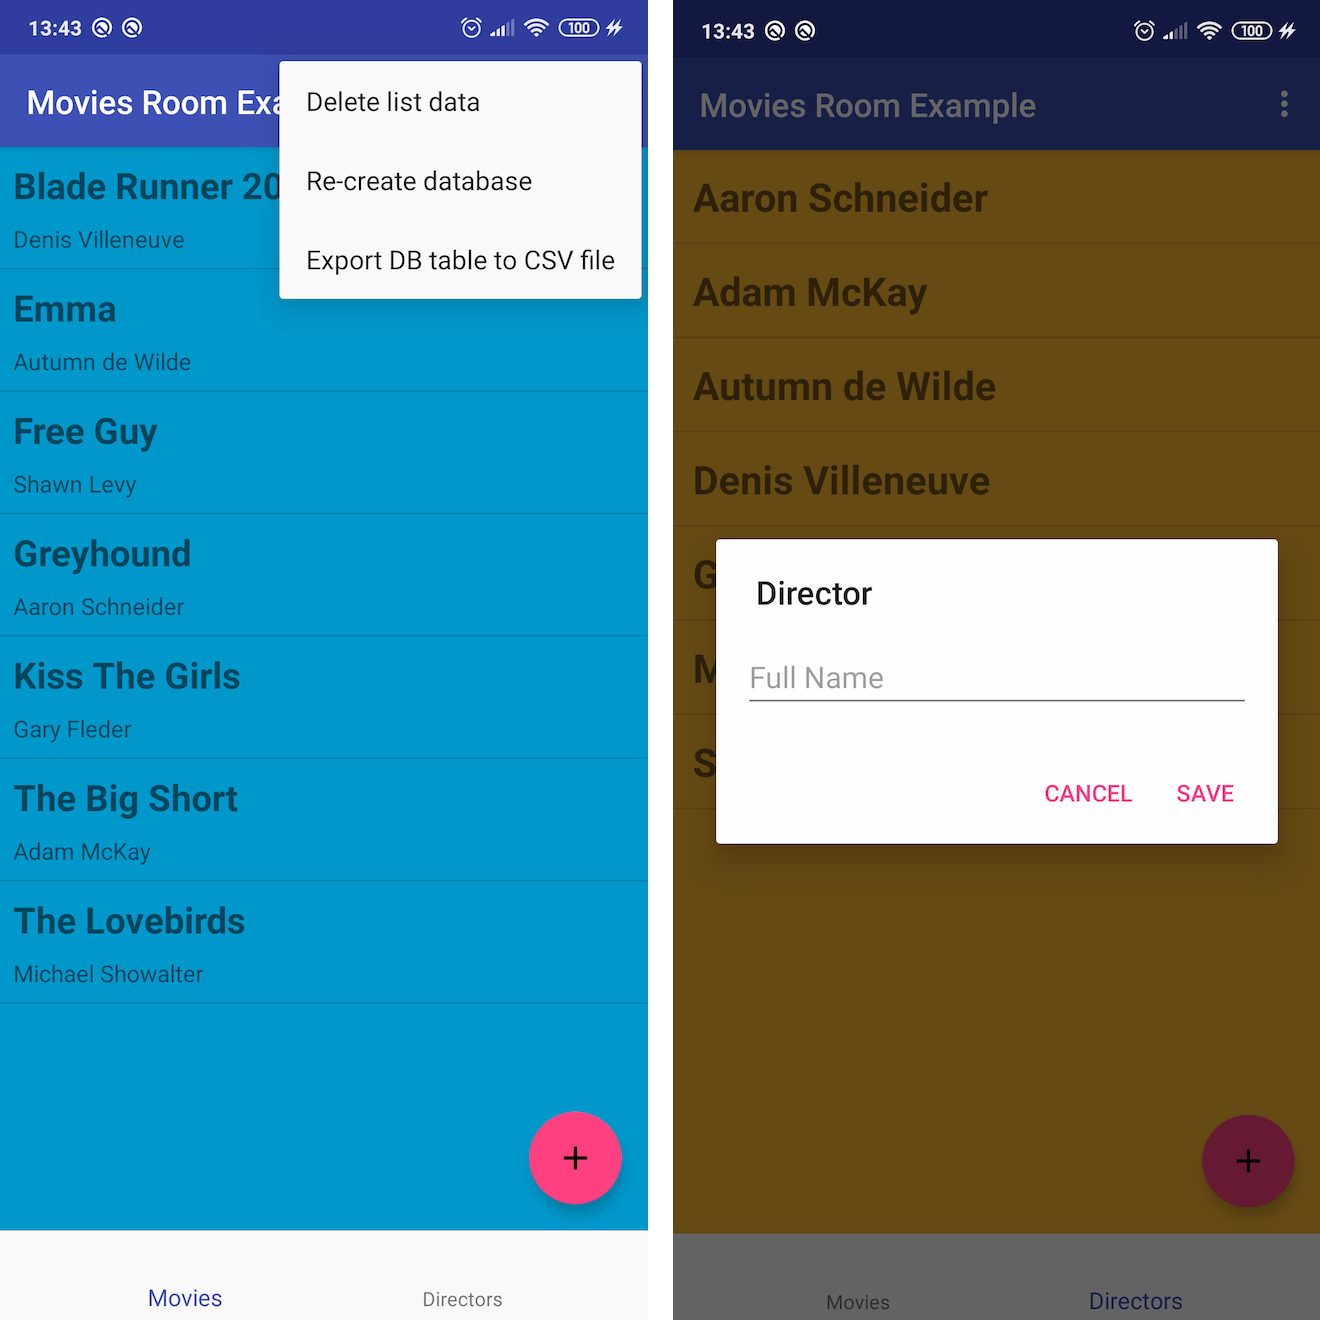 13:43
100
Movies Room Exa
Delete list data
Re-create database
Export DB table to CSV file
Blade Runner 20
Denis Villeneuve
Emma
Autumn de Wilde
Free Guy
Shawn Levy
Greyhound
Aaron Schneider
Kiss The Girls
Gary Fleder
The Big Short
Adam McKay
The Lovebirds
Michael Showalter
+
Movies Directors
13:43
100
Movies Room Example
Aaron Schneider
Adam McKay
Autumn de Wilde
Denis Villeneuve
G
M
S
Director
Full Name
CANCEL SAVE
+
Movies Directors